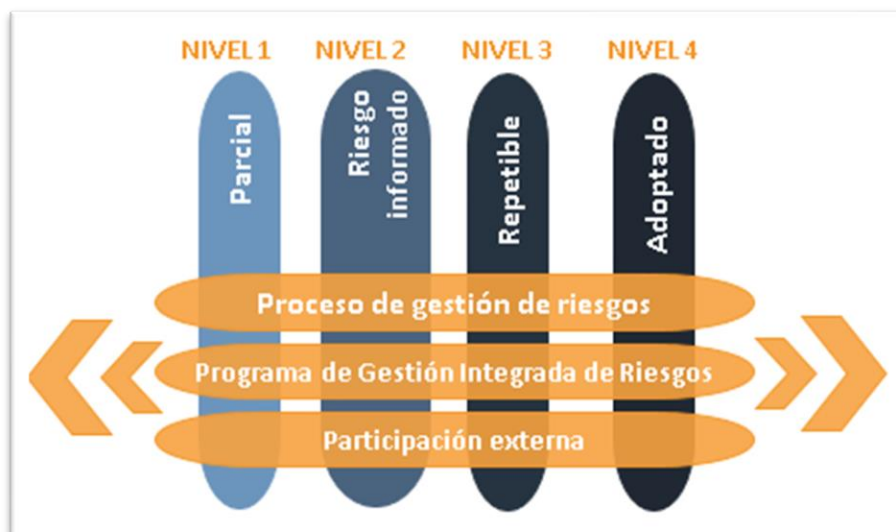 NIVEL 1 NIVEL 2 NIVEL 3 NIVEL 4
Parcial
Riesgo
informado
Repetible
Adoptado
Proceso de gestión de riesgos
Programa de Gestión Integrada de Riesgos
Participación externa